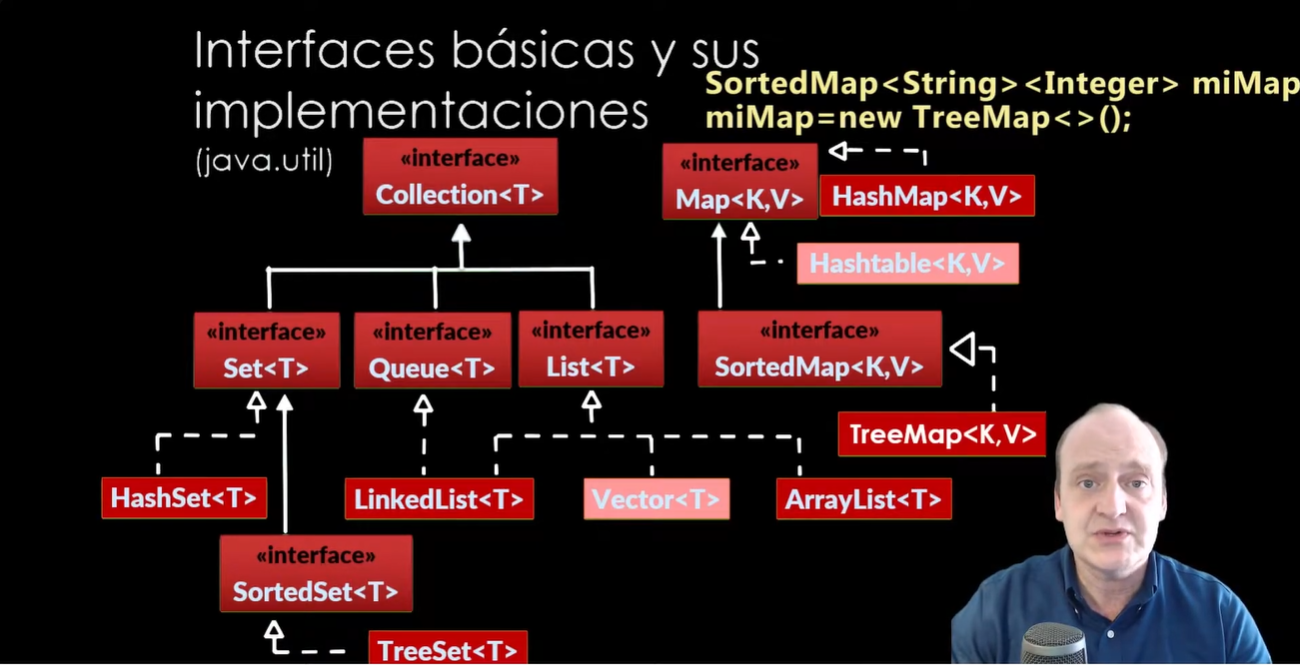 Interfaces básicas y sus
implementaciones
(java.util)
SortedMap<String><Integer> miMap
miMap=new TreeMap<>();
«interface»
Collection<T>
«interface»
Map<K,V>
HashMap<K,V>
Hashtable<K,V>
«interface»
Set<T>
«interface»
Queue<T>
«interface»
List<T>
«interface»
SortedMap<K,V>
TreeMap<K,V>
HashSet<T>
LinkedList<T>
Vector<T>
ArrayList<T>
«interface»
SortedSet<T>
TreeSet<T>